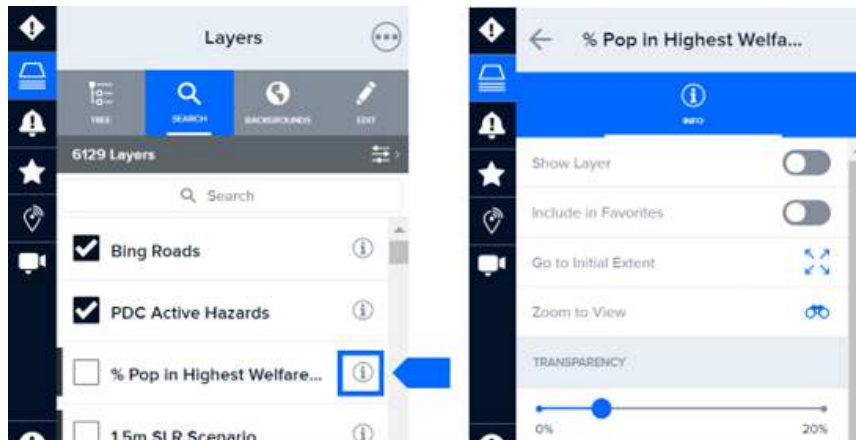 Layers
TREE
SEARCH
BACKGROUNDS
EDIT
6129 Layers
Search
Bing Roads
PDC Active Hazards
% Pop in Highest Welfare...
1.5m SLR Scenario
% Pop in Highest Welfa...
INFO
Show Layer
Include in Favorites
Go to Initial Extent
Zoom to View
TRANSPARENCY
0%
20%